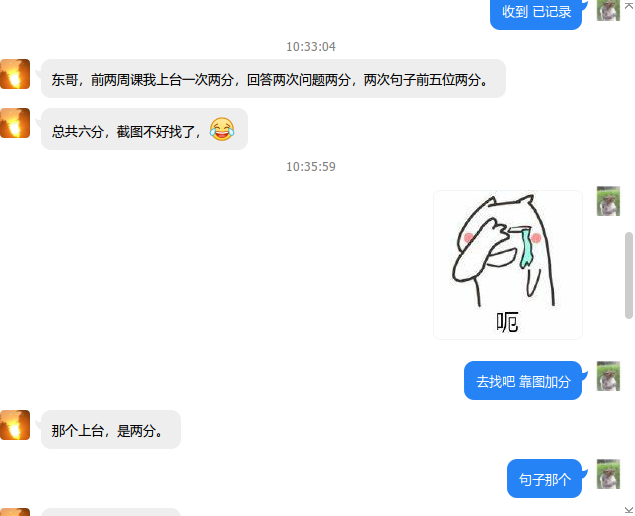 收到 已记录
10:33:04
东哥，前两周课我上台一次两分，回答两次问题两分，两次句子前五位两分。
总共六分，截图不好找了，
10:35:59
呃
去找吧 靠图加分
那个上台，是两分。
句子那个